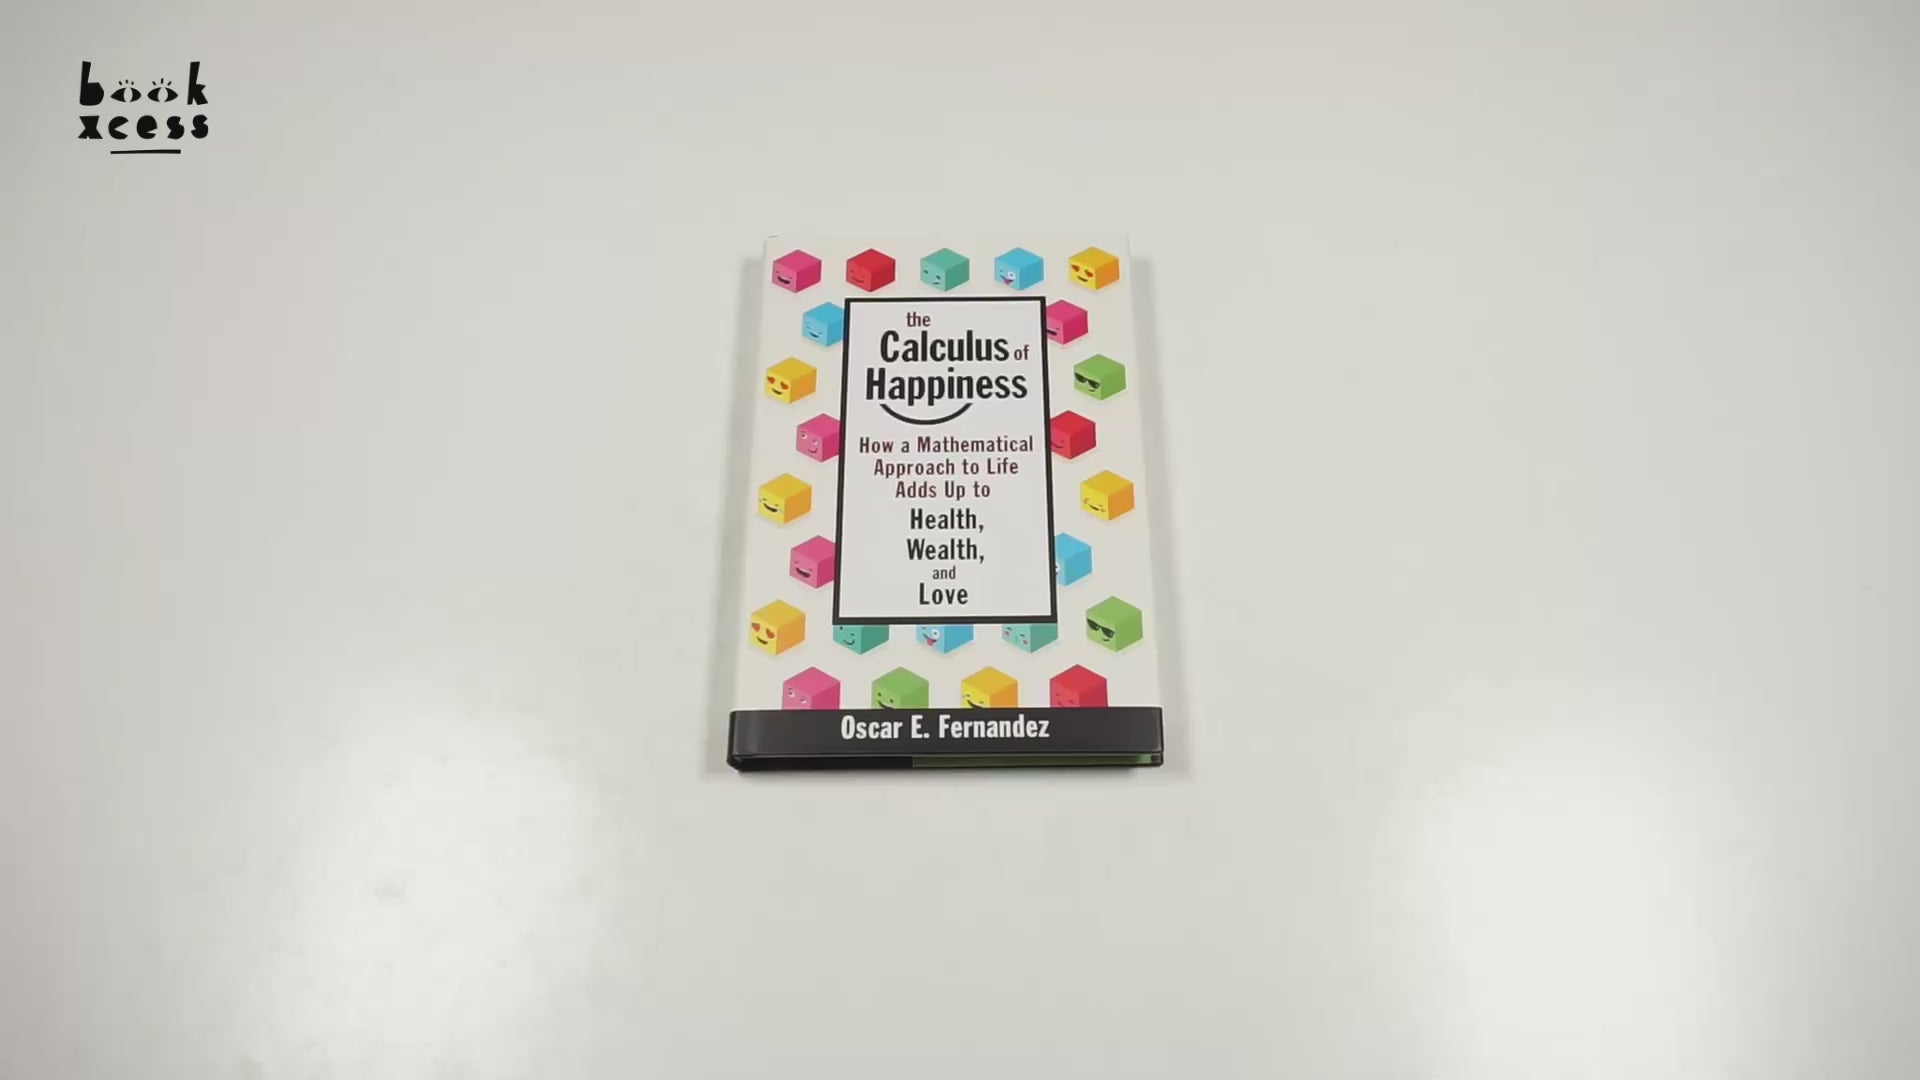 book
xcess
the
Calculus of
Happiness
How a Mathematical
Approach to Life
Adds Up to
Health,
Wealth,
and
Love
Oscar E. Fernandez